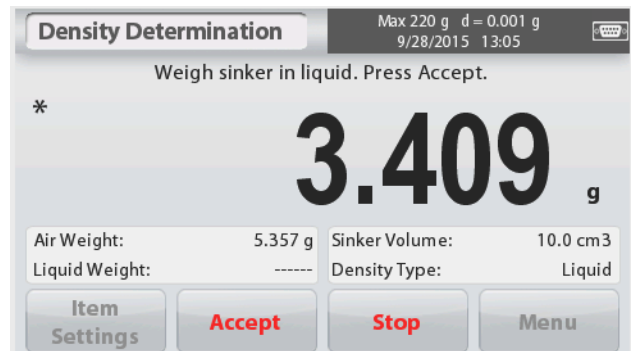 Density Determination
Max 220 g d = 0.001 g
9/28/2015 13:05
Weigh sinker in liquid. Press Accept.
*
3.409 g
Air Weight: 5.357 g
Liquid Weight: ------
Sinker Volume: 10.0 cm3
Density Type: Liquid
Item Settings
Accept
Stop
Menu